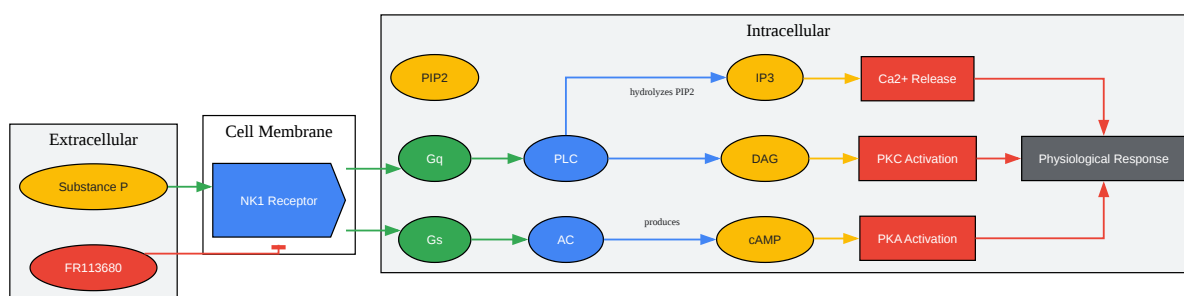 Extracellular
Substance P
FR113680
Cell Membrane
NK1 Receptor
Intracellular
PIP2
IP3
Ca2+ Release
hydrolyzes PIP2
Gq
PLC
DAG
PKC Activation
Physiological Response
Gs
AC
produces
cAMP
PKA Activation